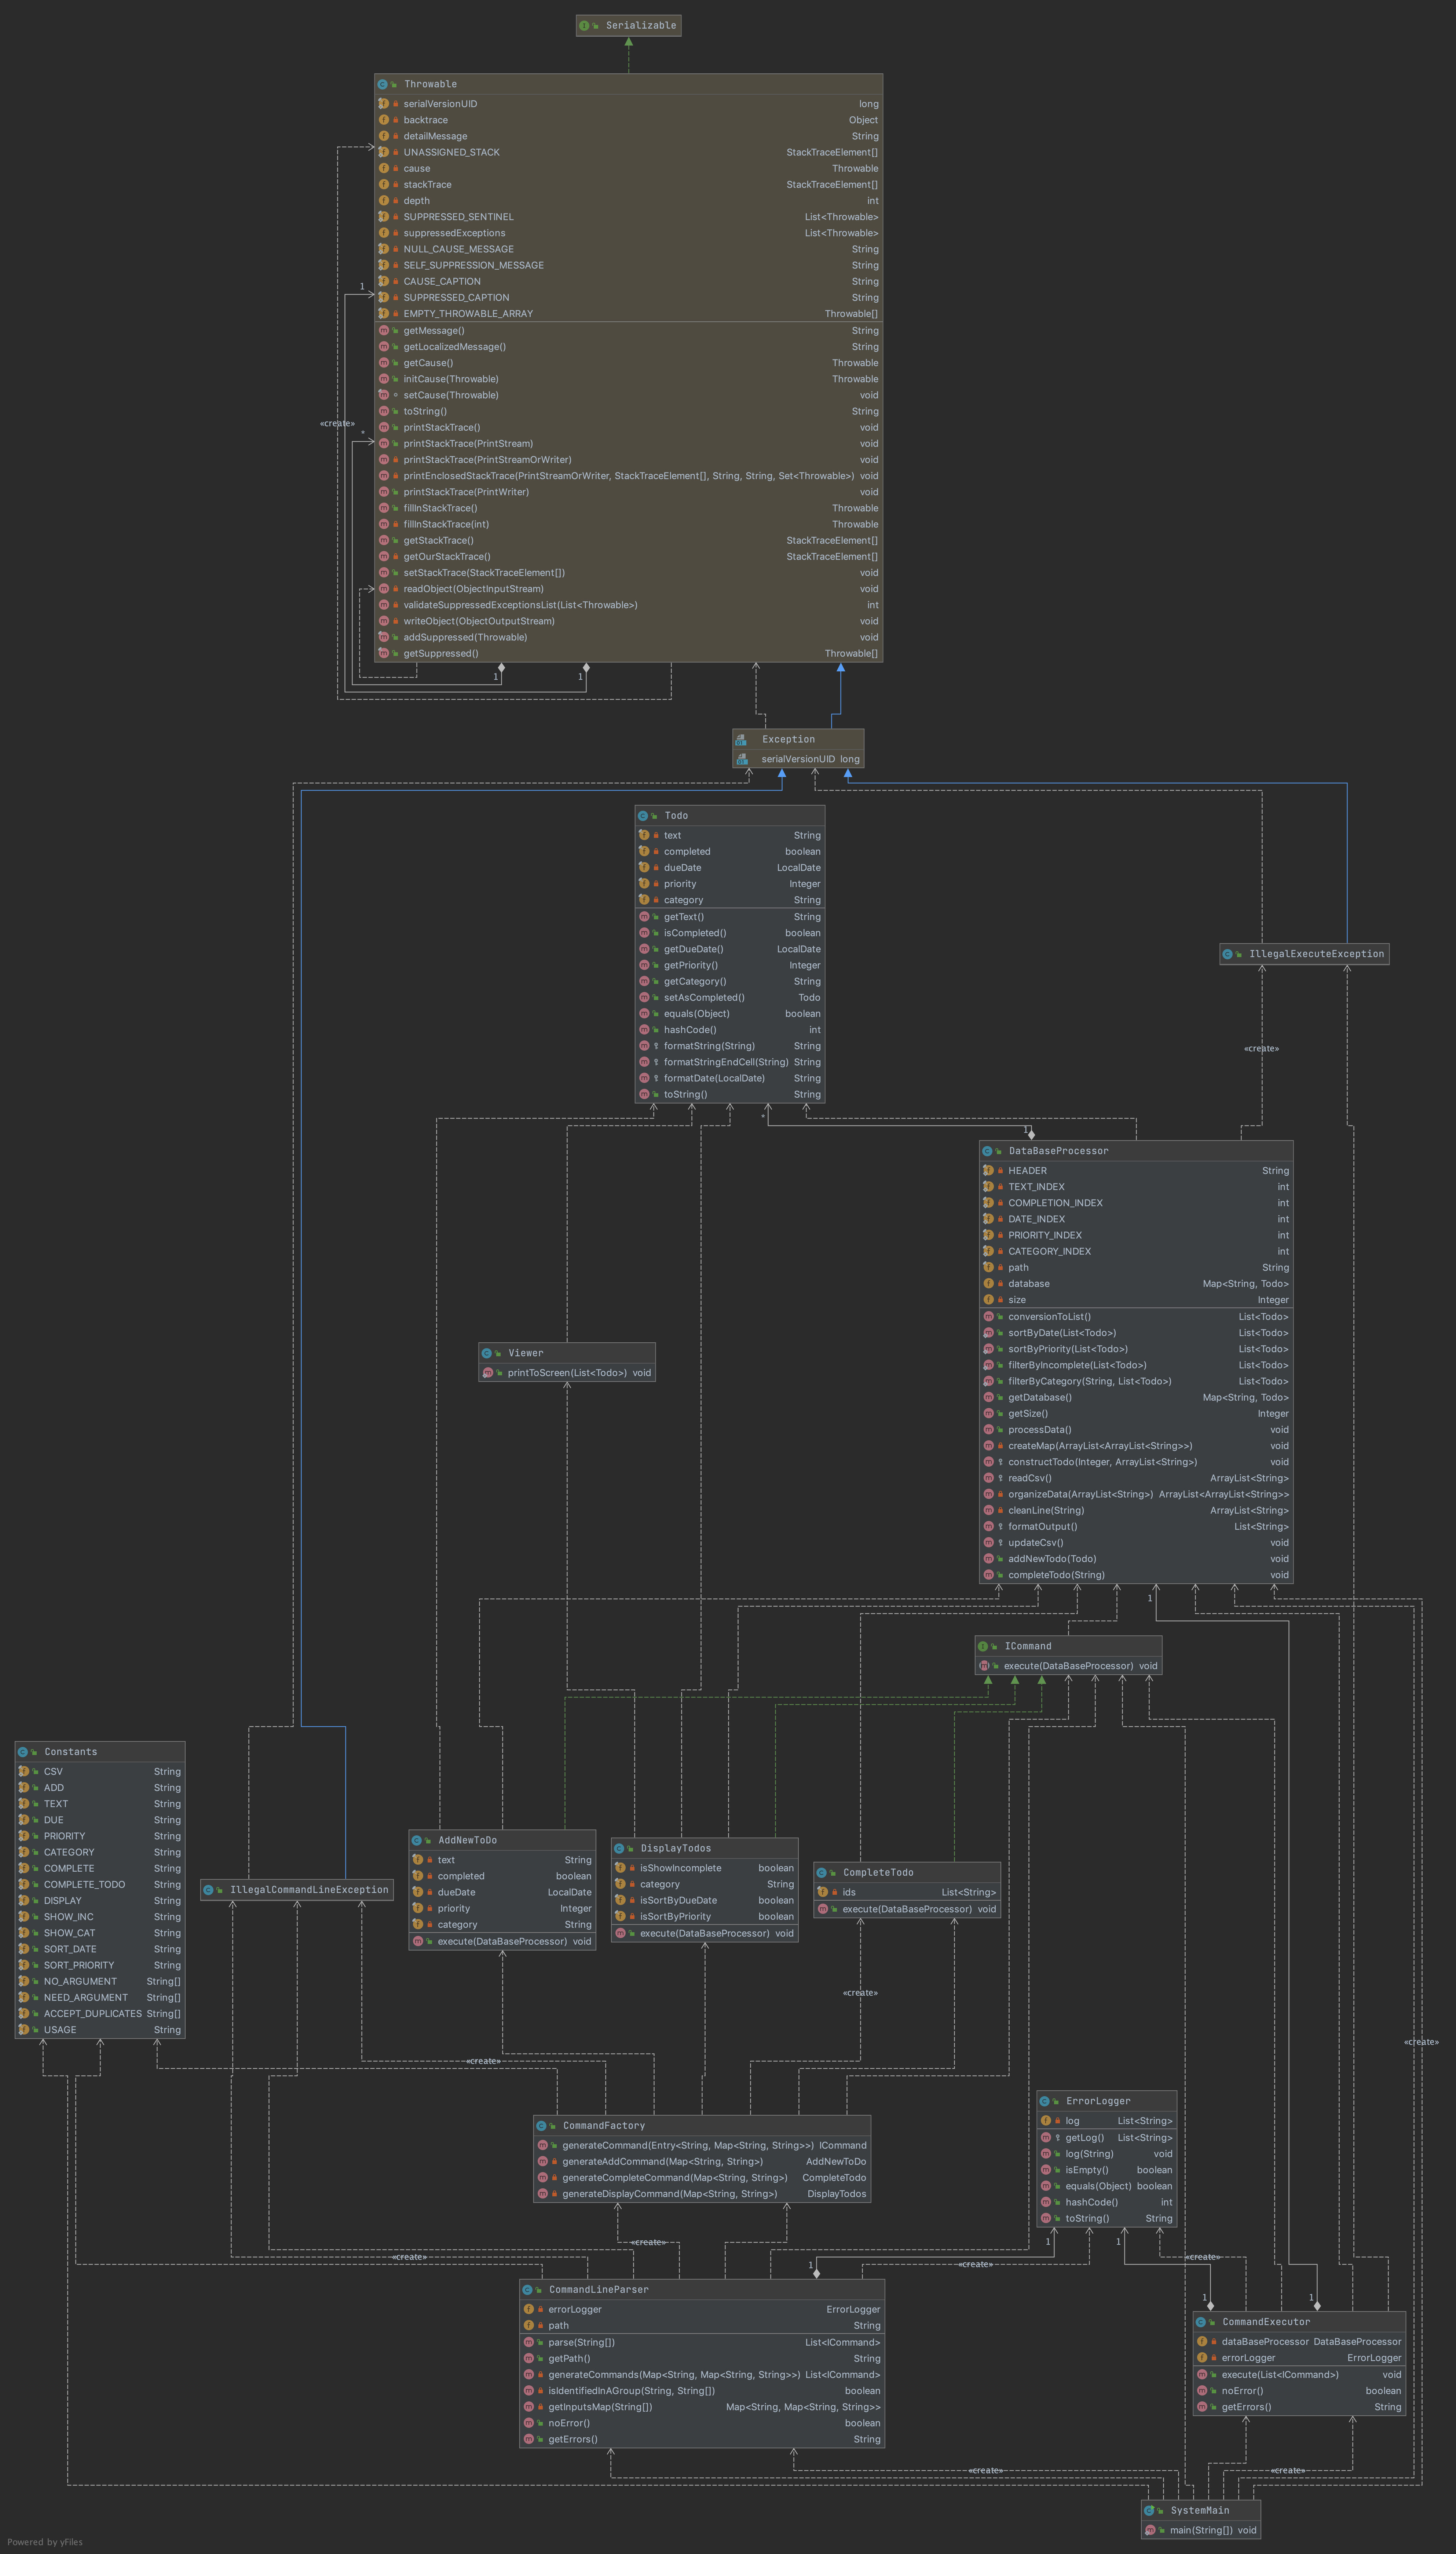 Serializable
Throwable
serialVersionUID long
backtrace Object
detailMessage String
UNASSIGNED_STACK StackTraceElement[]
cause Throwable
stackTrace StackTraceElement[]
depth int
SUPPRESSED_SENTINEL List<Throwable>
suppressedExceptions List<Throwable>
NULL_CAUSE_MESSAGE String
SELF_SUPPRESSION_MESSAGE String
CAUSE_CAPTION String
1
SUPPRESSED_CAPTION String
EMPTY_THROWABLE_ARRAY Throwable[]
getMessage() String
getLocalizedMessage() String
getCause() Throwable
initCause(Throwable) Throwable
setCause(Throwable) void
toString() String
«create»
printStackTrace() void
*
printStackTrace(PrintStream) void
printStackTrace(PrintStreamOrWriter) void
printEnclosedStackTrace(PrintStreamOrWriter, StackTraceElement[], String, String, Set<Throwable>) void
printStackTrace(PrintWriter) void
fillInStackTrace() Throwable
fillInStackTrace(int) Throwable
getStackTrace() StackTraceElement[]
getOurStackTrace() StackTraceElement[]
setStackTrace(StackTraceElement[]) void
readObject(ObjectInputStream) void
validateSuppressedExceptionsList(List<Throwable>) int
writeObject(ObjectOutputStream) void
addSuppressed(Throwable) void
getSuppressed() Throwable[]
1 1
Exception
serialVersionUID long
Todo
text String
completed boolean
dueDate LocalDate
priority Integer
category String
getText() String
isCompleted() boolean
getDueDate() LocalDate
getPriority() Integer
getCategory() String
setAsCompleted() Todo
equals(Object) boolean
hashCode() int
formatString(String) String
formatStringEndCell(String) String
formatDate(LocalDate) String
toString() String
IllegalExecuteException
«create»
*
1
DataBaseProcessor
HEADER String
TEXT_INDEX int
COMPLETION_INDEX int
DATE_INDEX int
PRIORITY_INDEX int
CATEGORY_INDEX int
path String
database Map<String, Todo>
size Integer
conversionToList() List<Todo>
sortByDate(List<Todo>) List<Todo>
sortByPriority(List<Todo>) List<Todo>
filterByIncomplete(List<Todo>) List<Todo>
filterByCategory(String, List<Todo>) List<Todo>
getDatabase() Map<String, Todo>
getSize() Integer
processData() void
createMap(ArrayList<ArrayList<String>>) void
constructTodo(Integer, ArrayList<String>) void
readCsv() ArrayList<String>
organizeData(ArrayList<String>) ArrayList<ArrayList<String>>
cleanLine(String) ArrayList<String>
formatOutput() List<String>
updateCsv() void
addNewTodo(Todo) void
completeTodo(String) void
1
Viewer
printToScreen(List<Todo>) void
ICommand
execute(DataBaseProcessor) void
Constants
CSV String
ADD String
TEXT String
DUE String
PRIORITY String
CATEGORY String
COMPLETE String
COMPLETE_TODO String
DISPLAY String
SHOW_INC String
SHOW_CAT String
SORT_DATE String
SORT_PRIORITY String
NO_ARGUMENT String[]
NEED_ARGUMENT String[]
ACCEPT_DUPLICATES String[]
USAGE String
IllegalCommandLineException
AddNewToDo
text String
completed boolean
dueDate LocalDate
priority Integer
category String
execute(DataBaseProcessor) void
DisplayTodos
isShowIncomplete boolean
category String
isSortByDueDate boolean
isSortByPriority boolean
execute(DataBaseProcessor) void
CompleteTodo
ids List<String>
execute(DataBaseProcessor) void
«create»
«create»
«create»
CommandFactory
generateCommand(Entry<String, Map<String, String>>) ICommand
generateAddCommand(Map<String, String>) AddNewToDo
generateCompleteCommand(Map<String, String>) CompleteTodo
generateDisplayCommand(Map<String, String>) DisplayTodos
ErrorLogger
log List<String>
getLog() List<String>
log(String) void
isEmpty() boolean
equals(Object) boolean
hashCode() int
toString() String
«create» 1 1
«create» «create»
1 «create»
CommandLineParser
errorLogger ErrorLogger
path String
parse(String[]) List<ICommand>
getPath() String
generateCommands(Map<String, Map<String, String>>) List<ICommand>
isIdentifiedInAGroup(String, String[]) boolean
getInputsMap(String[]) Map<String, Map<String, String>>
noError() boolean
getErrors() String
1 1
CommandExecutor
dataBaseProcessor DataBaseProcessor
errorLogger ErrorLogger
execute(List<ICommand>) void
noError() boolean
getErrors() String
«create» «create»
SystemMain
main(String[]) void
Powered by yFiles